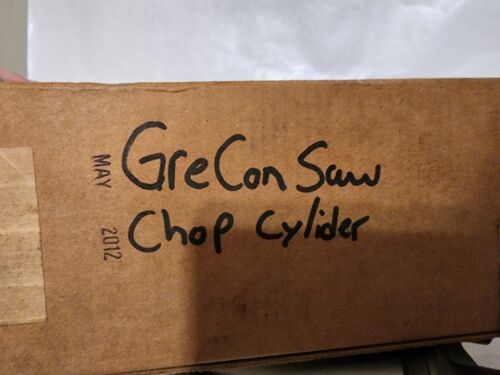 GreCon Saw
Chop Cylider
MAY 2012